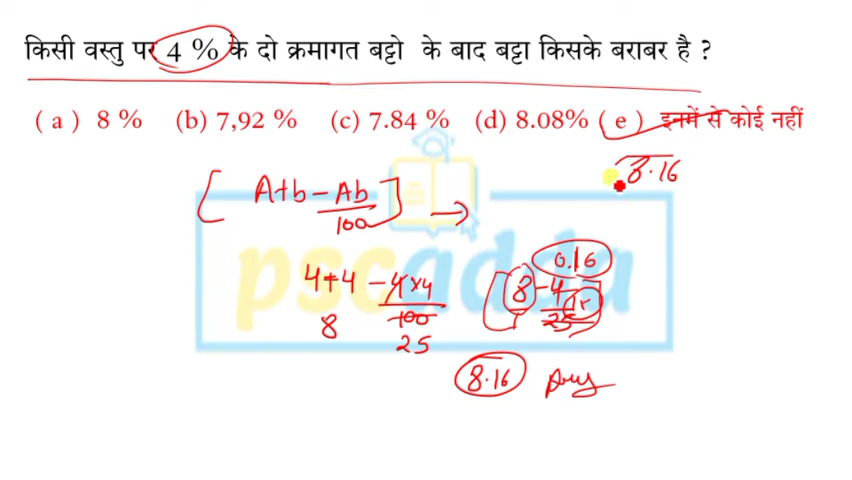 किसी वस्तु पर 4 % के दो क्रमागत बट्टो के बाद बट्टा किसके बराबर है ?
( a ) 8 % (b) 7,92 % (c) 7.84 % (d) 8.08% ( e ) इनमें से कोई नहीं
8.16
[ A+b - Ab/100 ] →
4+4 - 4×4/100
8
25
0.16
8 - 4/25
8.16
pscadda